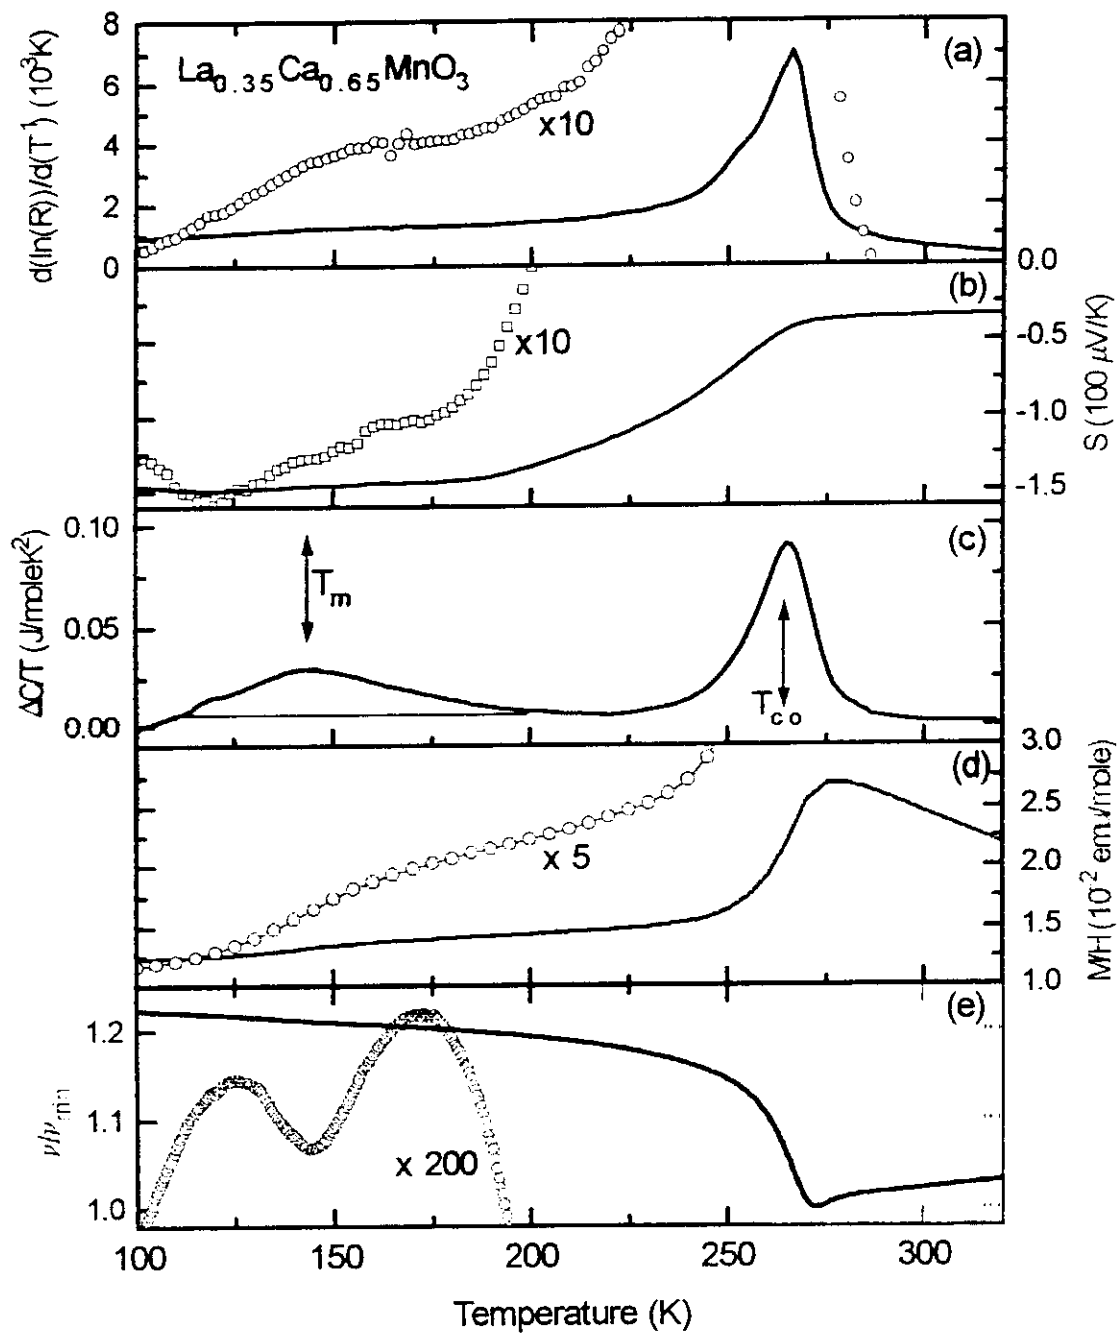 8
6
4
2
0
d(ln(R))/d(T⁻¹) (10³K)
La0.35Ca0.65MnO3
(a)
x10
0.0
(b)
x10
-0.5
-1.0
-1.5
S (100 μV/K)
0.10
0.05
0.00
ΔC/T (J/moleK²)
(c)
Tm
Tco
3.0
2.5
2.0
1.5
1.0
M/H (10⁻² emu/mole)
(d)
x 5
(e)
1.2
1.1
1.0
ν/νmin
x 200
100 150 200 250 300
Temperature (K)